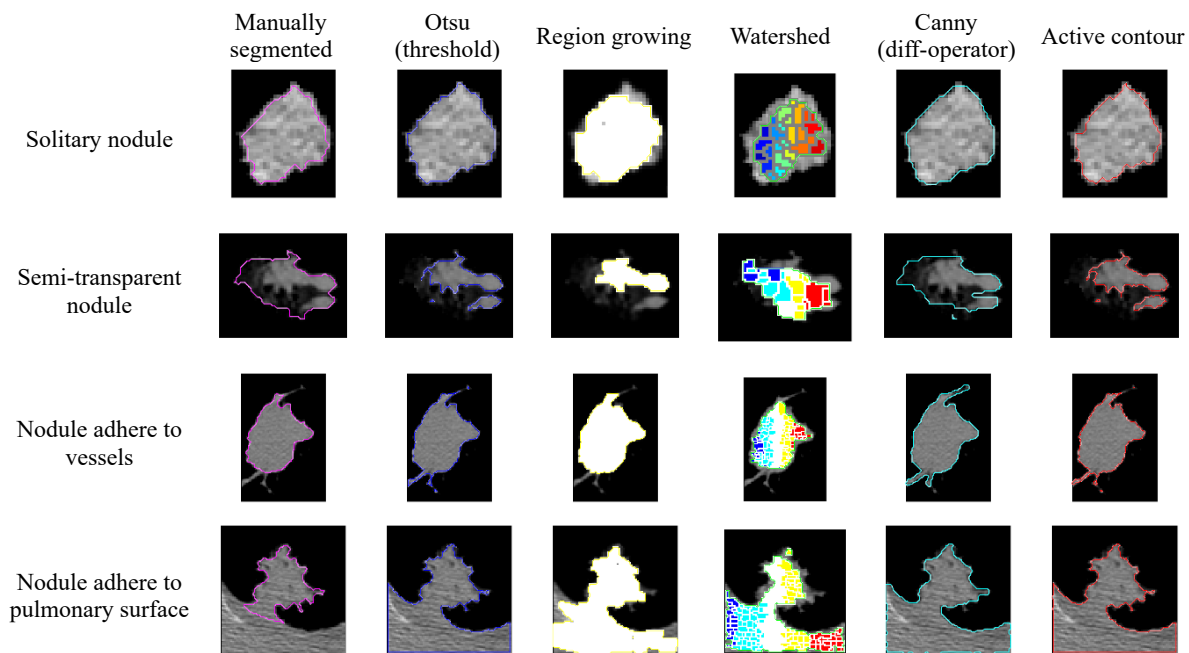 Manually
segmented
Otsu
(threshold)
Region growing
Watershed
Canny
(diff-operator)
Active contour
Solitary nodule
Semi-transparent
nodule
Nodule adhere to
vessels
Nodule adhere to
pulmonary surface